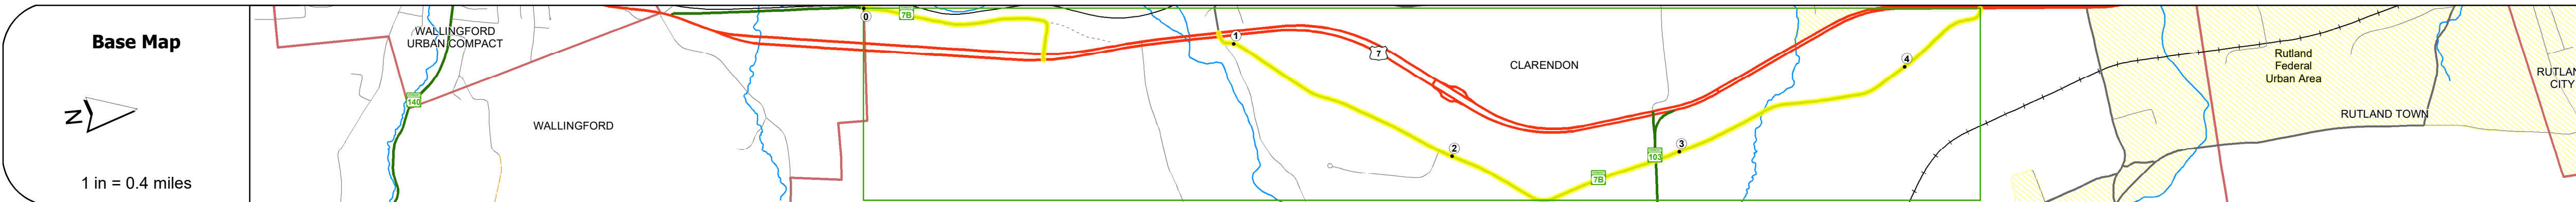 Base Map
N
1 in = 0.4 miles
WALLINGFORD
URBAN COMPACT
140
WALLINGFORD
0
7B
1
7
CLARENDON
2
7B
103
3
4
Rutland
Federal
Urban Area
RUTLAND TOWN
RUTLAN
CITY